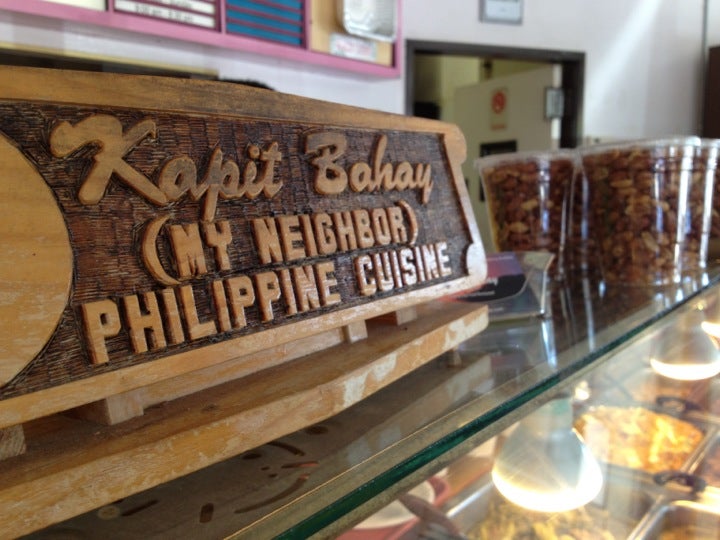 Kapit Bahay
(MY NEIGHBOR)
PHILIPPINE CUISINE